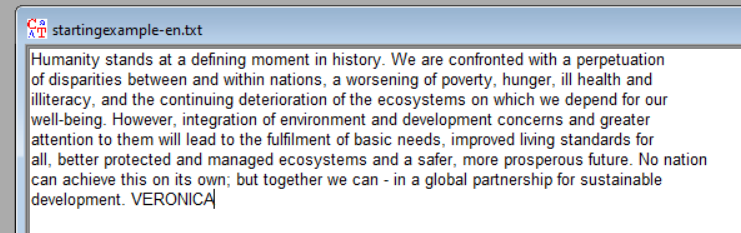 startingexample-en.txt
Humanity stands at a defining moment in history. We are confronted with a perpetuation
of disparities between and within nations, a worsening of poverty, hunger, ill health and
illiteracy, and the continuing deterioration of the ecosystems on which we depend for our
well-being. However, integration of environment and development concerns and greater
attention to them will lead to the fulfilment of basic needs, improved living standards for
all, better protected and managed ecosystems and a safer, more prosperous future. No nation
can achieve this on its own; but together we can - in a global partnership for sustainable
development. VERONICA